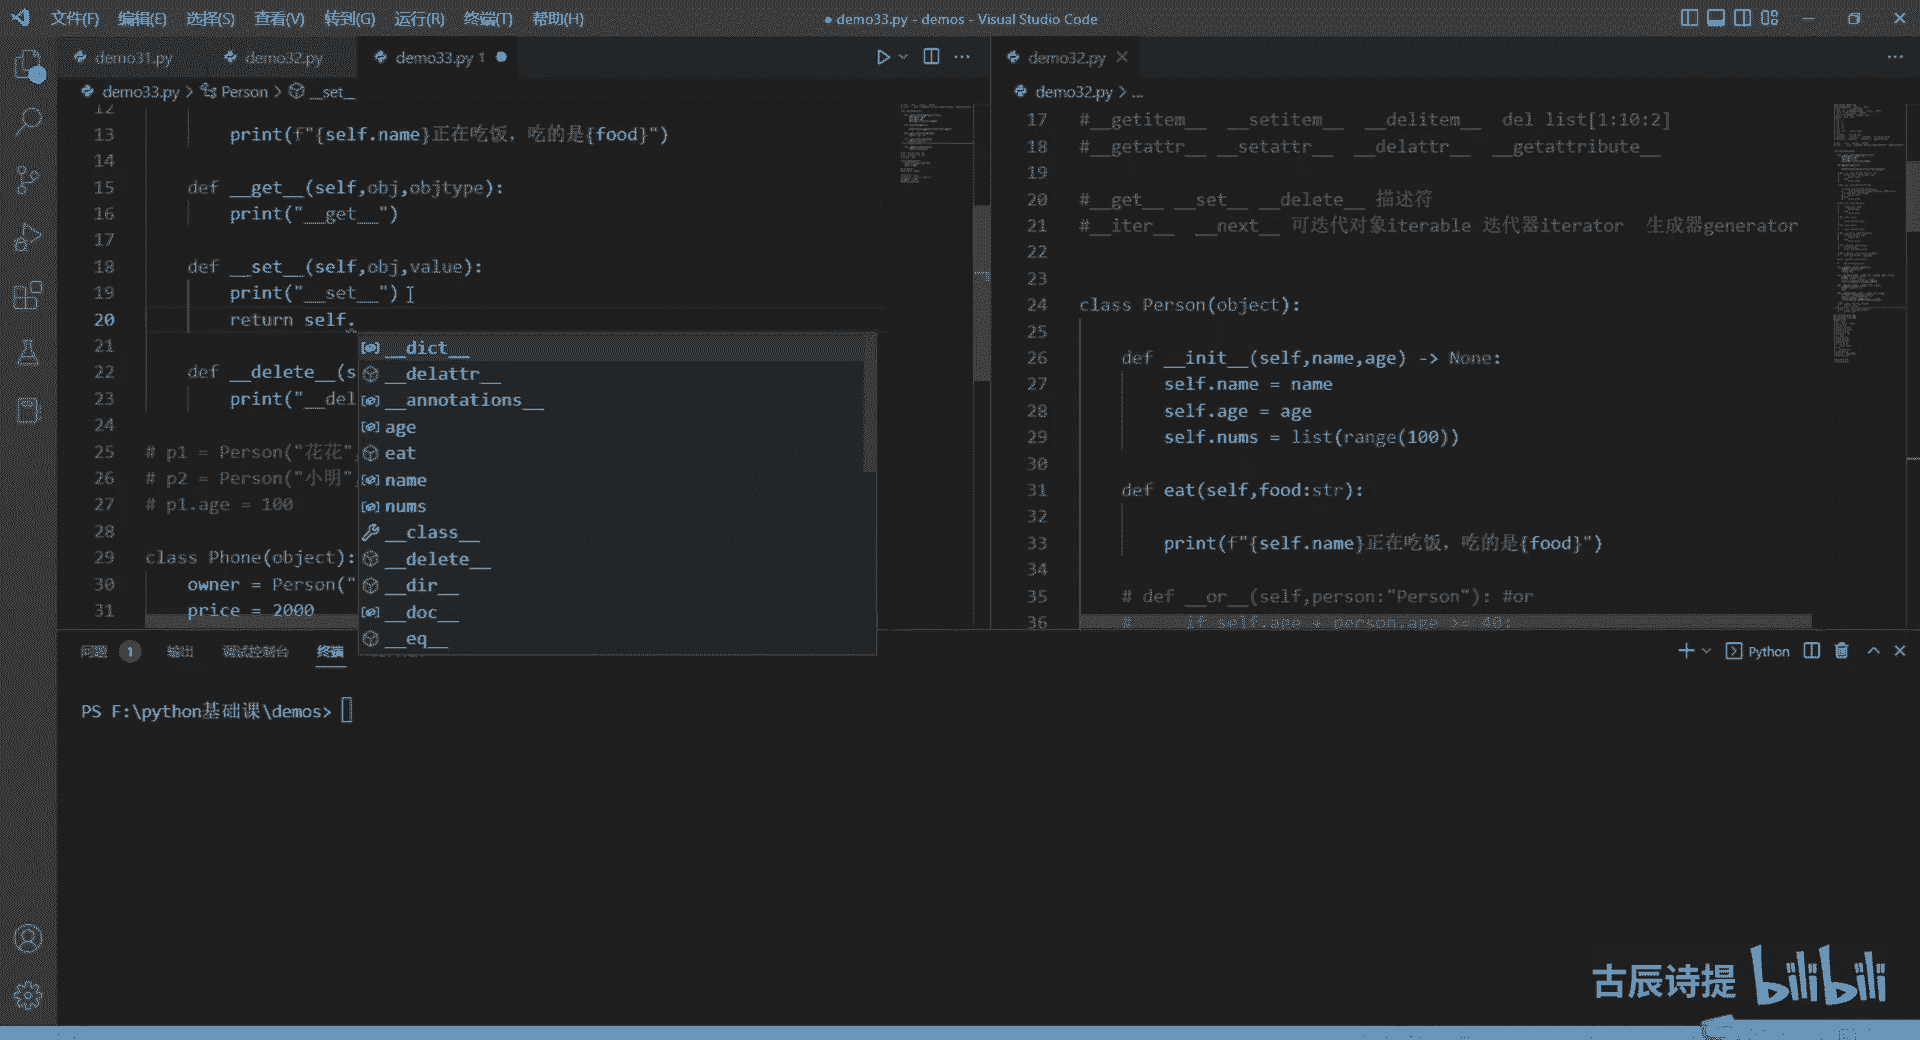 文件(F) 编辑(E) 选择(S) 查看(V) 转到(G) 运行(R) 终端(T) 帮助(H)
● demo33.py - demos - Visual Studio Code
demo31.py demo32.py demo33.py 1
demo33.py > Person > __set__
12
13 print(f"{self.name}正在吃饭，吃的是{food}")
14
15 def __get__(self,obj,objtype):
16 print("__get__")
17
18 def __set__(self,obj,value):
19 print("__set__")
20 return self.
21
22 def __delete__(s
23 print("__del
24
25 # p1 = Person("花花"
26 # p2 = Person("小明"
27 # p1.age = 100
28
29 class Phone(object):
30 owner = Person("
31 price = 2000
__dict__
__delattr__
__annotations__
age
eat
name
nums
__class__
__delete__
__dir__
__doc__
__eq__
demo32.py
demo32.py > ...
17 #__getitem__ __setitem__ __delitem__ del list[1:10:2]
18 #__getattr__ __setattr__ __delattr__ __getattribute__
19
20 #__get__ __set__ __delete__ 描述符
21 #__iter__ __next__ 可迭代对象iterable 迭代器iterator 生成器generator
22
23
24 class Person(object):
25
26 def __init__(self,name,age) -> None:
27 self.name = name
28 self.age = age
29 self.nums = list(range(100))
30
31 def eat(self,food:str):
32
33 print(f"{self.name}正在吃饭，吃的是{food}")
34
35 # def __or__(self,person:"Person"): #or
36 # if self.age + person.age >= 40:
问题 1 输出 调试控制台 终端
Python
PS F:\python基础课\demos>
古辰诗提 bilibili